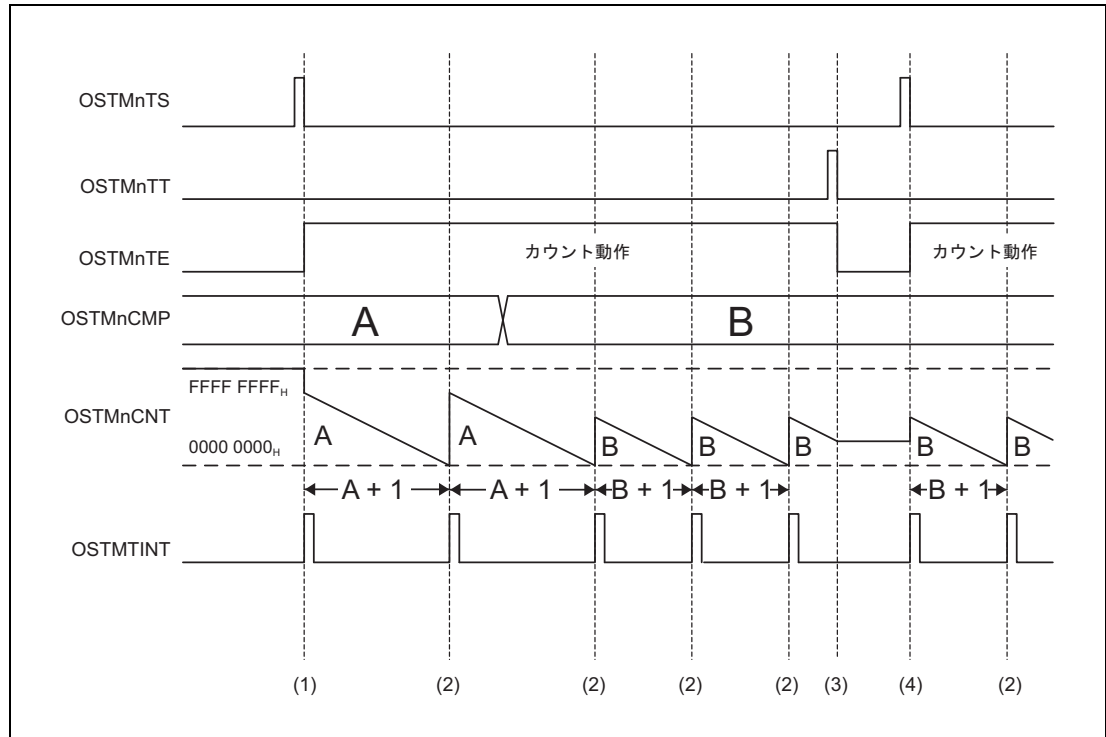 OSTMnTS
OSTMnTT
OSTMnTE
カウント動作
カウント動作
OSTMnCMP
A
B
OSTMnCNT
FFFF FFFFH
0000 0000H
A
A
B
B
B
B
B
A + 1
A + 1
B + 1
B + 1
B + 1
OSTMTINT
(1)
(2)
(2)
(2)
(2)
(3)
(4)
(2)